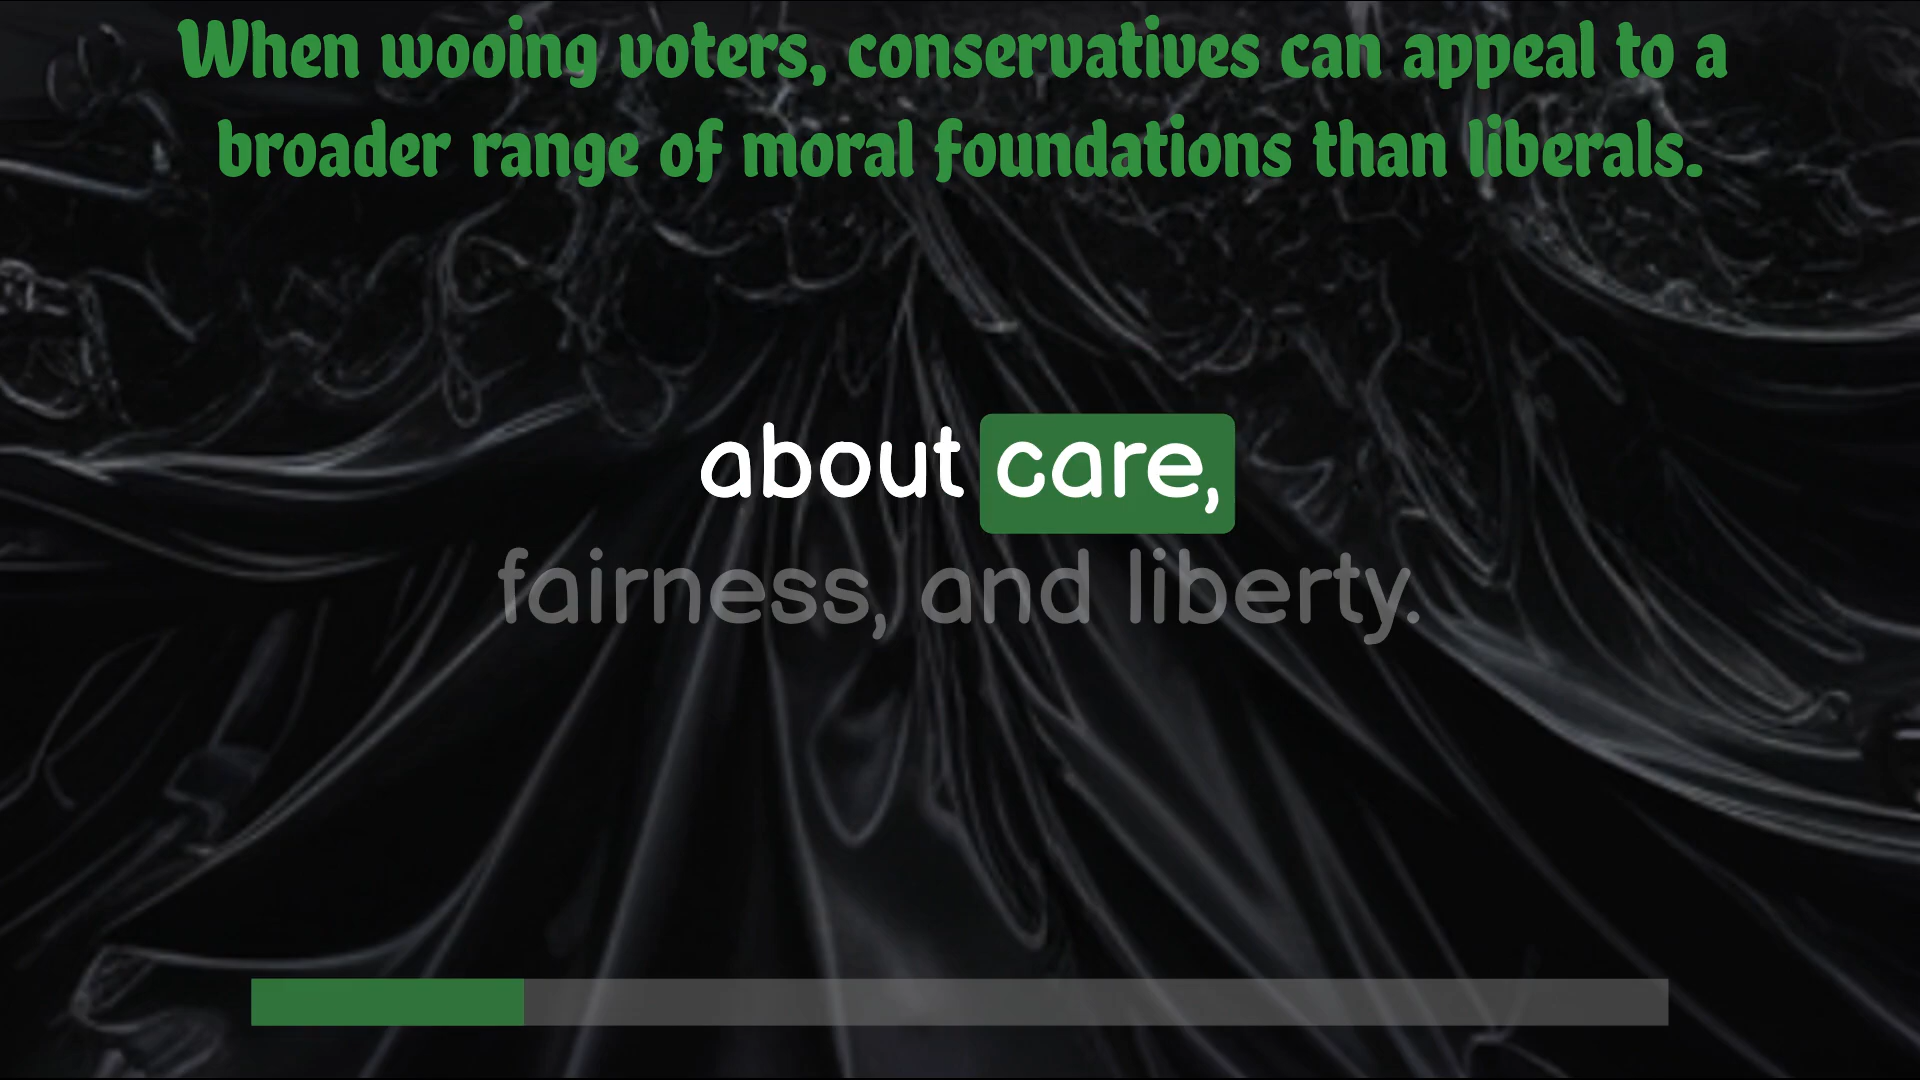 When wooing voters, conservatives can appeal to a
broader range of moral foundations than liberals.
about care,
fairness, and liberty.